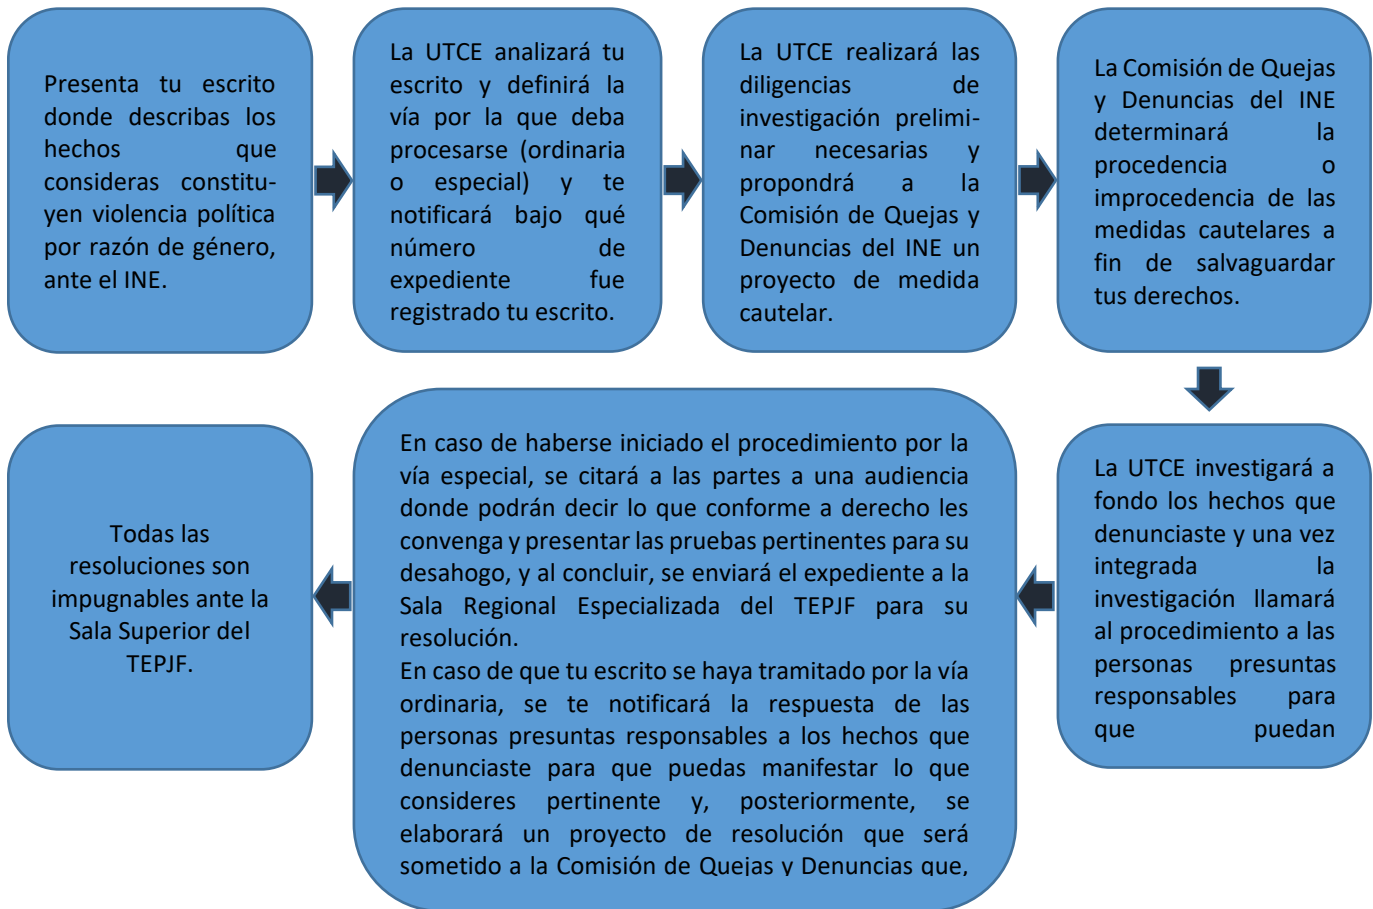 Presenta tu escrito
donde describas los
hechos que
consideras constitu-
yen violencia política
por razón de género,
ante el INE.
La UTCE analizará tu
escrito y definirá la
vía por la que deba
procesarse (ordinaria
o especial) y te
notificará bajo qué
número de
expediente fue
registrado tu escrito.
La UTCE realizará las
diligencias de
investigación prelimi-
nar necesarias y
propondrá a la
Comisión de Quejas y
Denuncias del INE un
proyecto de medida
cautelar.
La Comisión de Quejas
y Denuncias del INE
determinará la
procedencia o
improcedencia de las
medidas cautelares a
fin de salvaguardar
tus derechos.
La UTCE investigará a
fondo los hechos que
denunciaste y una vez
integrada la
investigación llamará
al procedimiento a las
personas presuntas
responsables para
que puedan
En caso de haberse iniciado el procedimiento por la
vía especial, se citará a las partes a una audiencia
donde podrán decir lo que conforme a derecho les
convenga y presentar las pruebas pertinentes para su
desahogo, y al concluir, se enviará el expediente a la
Sala Regional Especializada del TEPJF para su
resolución.
En caso de que tu escrito se haya tramitado por la vía
ordinaria, se te notificará la respuesta de las
personas presuntas responsables a los hechos que
denunciaste para que puedas manifestar lo que
consideres pertinente y, posteriormente, se
elaborará un proyecto de resolución que será
sometido a la Comisión de Quejas y Denuncias que,
Todas las
resoluciones son
impugnables ante la
Sala Superior del
TEPJF.